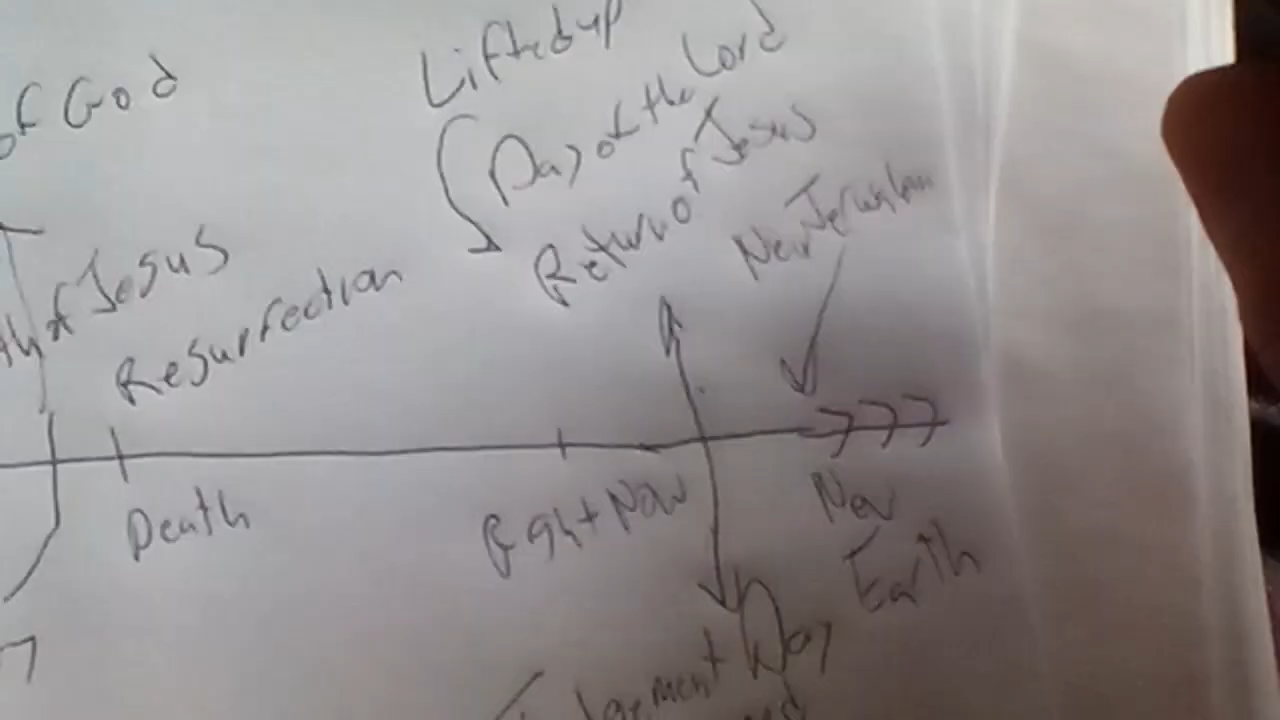 of God
Lifted up
Day of the Lord
Return of Jesus
New Jerusalem
of Jesus
Resurrection
Death
Right Now
New
Earth
Day